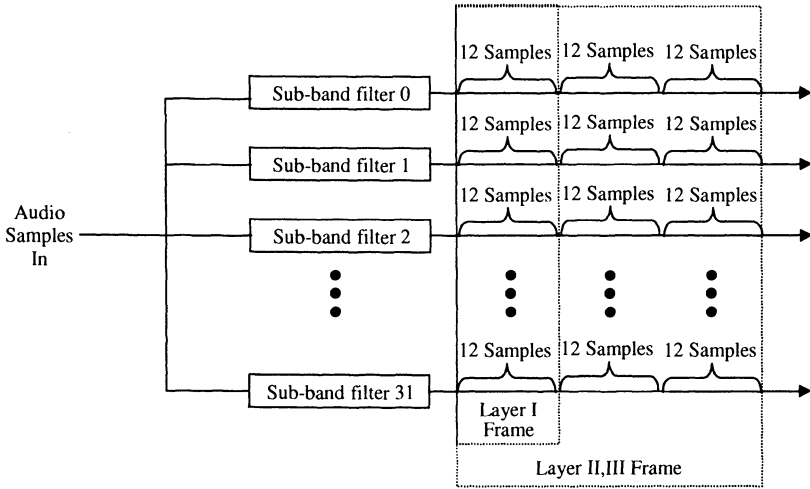 12 Samples 12 Samples 12 Samples
Sub-band filter 0
12 Samples 12 Samples 12 Samples
Sub-band filter 1
12 Samples 12 Samples 12 Samples
Audio
Samples
In
Sub-band filter 2
12 Samples 12 Samples 12 Samples
Sub-band filter 31
Layer I
Frame
Layer II,III Frame